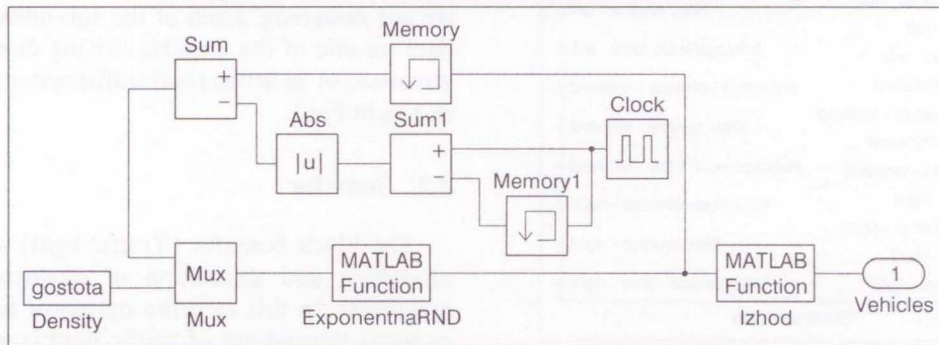 Sum
+
−
Memory
Abs
|u|
Sum1
+
−
Clock
Memory1
gostota
Density
Mux
Mux
MATLAB
Function
ExponentnaRND
MATLAB
Function
Izhod
1
Vehicles